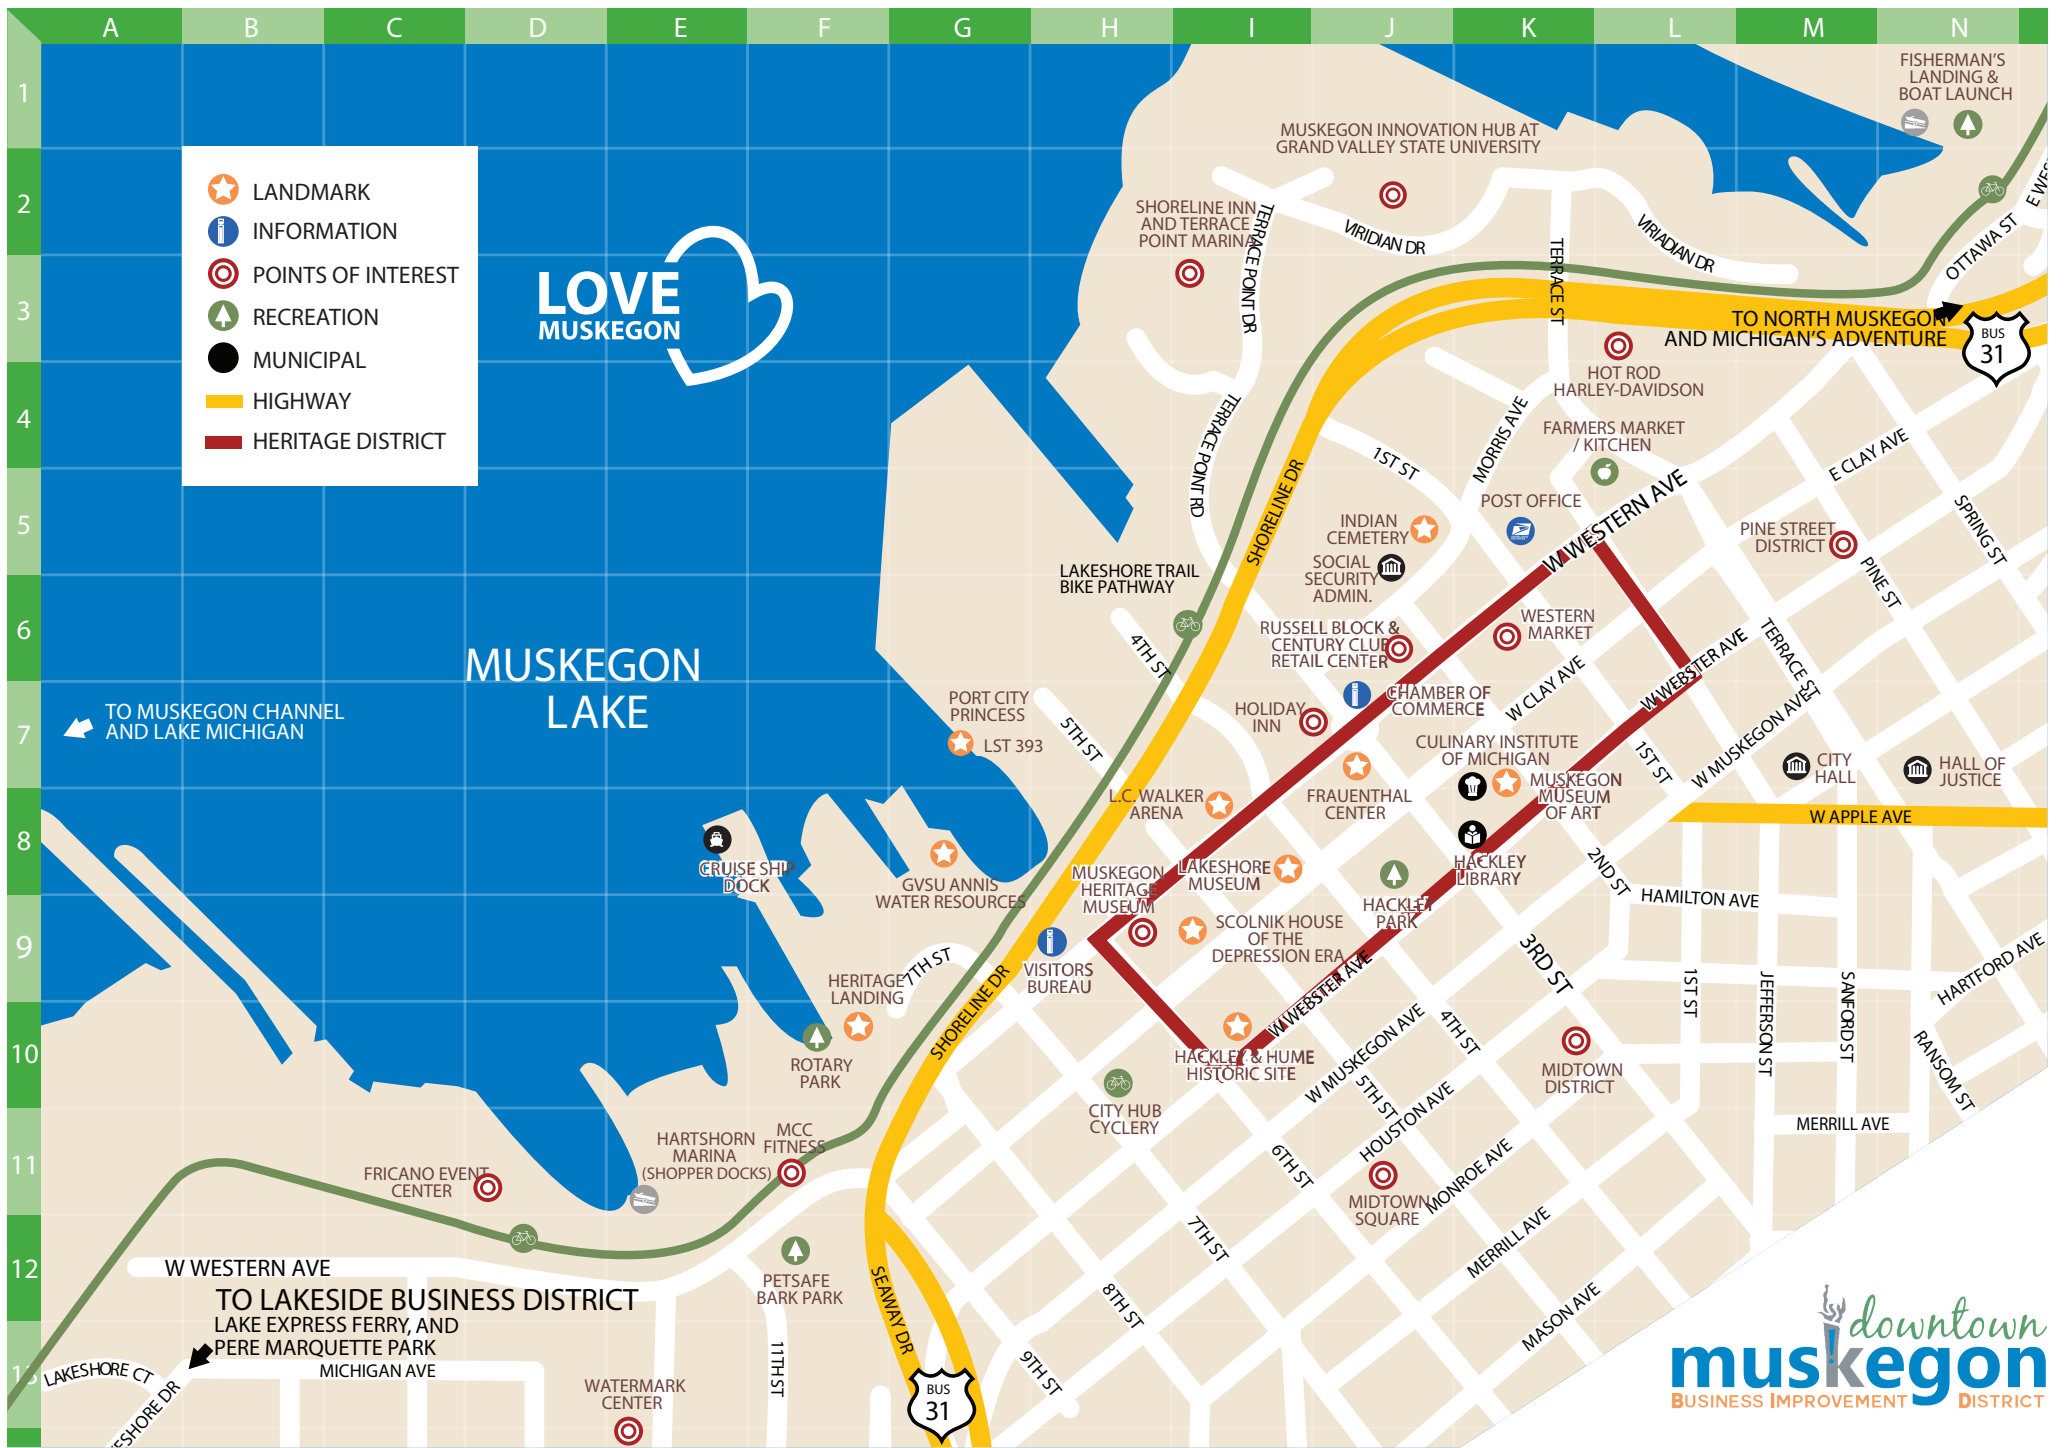 A B C D E F G H I J K L M N
1
2
3
4
5
6
7
8
9
10
11
12
LANDMARK
INFORMATION
POINTS OF INTEREST
RECREATION
MUNICIPAL
HIGHWAY
HERITAGE DISTRICT
LOVE
MUSKEGON
MUSKEGON
LAKE
TO MUSKEGON CHANNEL
AND LAKE MICHIGAN
FISHERMAN'S
LANDING &
BOAT LAUNCH
MUSKEGON INNOVATION HUB AT
GRAND VALLEY STATE UNIVERSITY
SHORELINE INN
AND TERRACE
POINT MARINA
TERRACE POINT DR
VIRIDIAN DR
TERRACE ST
VIRIADIAN DR
OTTAWA ST
TO NORTH MUSKEGON
AND MICHIGAN'S ADVENTURE
BUS
31
HOT ROD
HARLEY-DAVIDSON
FARMERS MARKET
/ KITCHEN
MORRIS AVE
1ST ST
TERRACE POINT RD
SHORELINE DR
E CLAY AVE
SPRING ST
POST OFFICE
W WESTERN AVE
INDIAN
CEMETERY
SOCIAL
SECURITY
ADMIN.
PINE STREET
DISTRICT
PINE ST
LAKESHORE TRAIL
BIKE PATHWAY
4TH ST
RUSSELL BLOCK &
CENTURY CLUB
RETAIL CENTER
WESTERN
MARKET
W CLAY AVE
W WEBSTER AVE
TERRACE ST
W MUSKEGON AVE
PORT CITY
PRINCESS
LST 393
5TH ST
HOLIDAY
INN
CHAMBER OF
COMMERCE
CULINARY INSTITUTE
OF MICHIGAN
1ST ST
CITY
HALL
HALL OF
JUSTICE
L.C. WALKER
ARENA
FRAUENTHAL
CENTER
MUSKEGON
MUSEUM
OF ART
W APPLE AVE
CRUISE SHIP
DOCK
GVSU ANNIS
WATER RESOURCES
MUSKEGON
HERITAGE
MUSEUM
LAKESHORE
MUSEUM
HACKLEY
LIBRARY
2ND ST
HACKLEY
PARK
HAMILTON AVE
SCOLNIK HOUSE
OF THE
DEPRESSION ERA
VISITORS
BUREAU
7TH ST
HERITAGE
LANDING
SHORELINE DR
W WEBSTER AVE
3RD ST
1ST ST
JEFFERSON ST
SANFORD ST
HARTFORD AVE
ROTARY
PARK
HACKLEY & HUME
HISTORIC SITE
W MUSKEGON AVE
4TH ST
MIDTOWN
DISTRICT
RANSOM ST
CITY HUB
CYCLERY
5TH ST
HOUSTON AVE
MERRILL AVE
HARTSHORN
MARINA
(SHOPPER DOCKS)
MCC
FITNESS
FRICANO EVENT
CENTER
6TH ST
MIDTOWN
SQUARE
MONROE AVE
7TH ST
MERRILL AVE
W WESTERN AVE
TO LAKESIDE BUSINESS DISTRICT
LAKE EXPRESS FERRY, AND
PERE MARQUETTE PARK
PETSAFE
BARK PARK
SEAWAY DR
8TH ST
MASON AVE
LAKESHORE CT
MICHIGAN AVE
11TH ST
9TH ST
WATERMARK
CENTER
BUS
31
downtown
muskegon
BUSINESS IMPROVEMENT DISTRICT